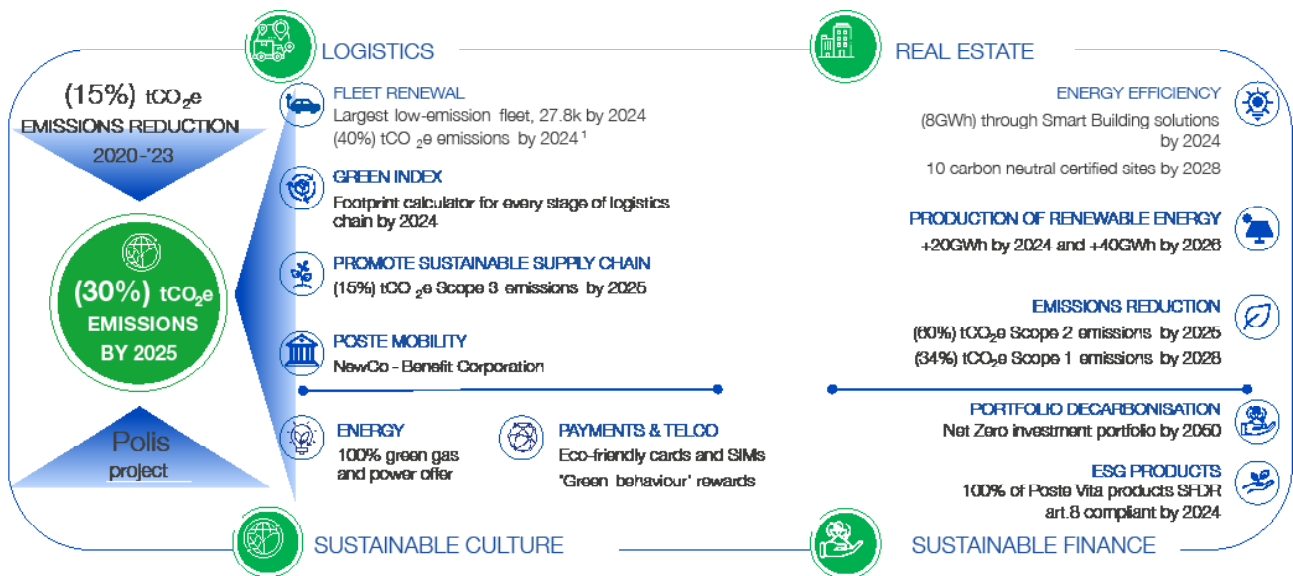 LOGISTICS
REAL ESTATE
(15%) tCO2e
EMISSIONS REDUCTION
2020-'23
(30%) tCO2e
EMISSIONS
BY 2025
Polis
project
FLEET RENEWAL
Largest low-emission fleet, 27.8k by 2024
(40%) tCO 2e emissions by 2024 1
GREEN INDEX
Footprint calculator for every stage of logistics
chain by 2024
PROMOTE SUSTAINABLE SUPPLY CHAIN
(15%) tCO 2e Scope 3 emissions by 2025
POSTE MOBILITY
NewCo - Benefit Corporation
ENERGY
100% green gas
and power offer
PAYMENTS & TELCO
Eco-friendly cards and SIMs
'Green behaviour' rewards
ENERGY EFFICIENCY
(8GWh) through Smart Building solutions
by 2024
10 carbon neutral certified sites by 2028
PRODUCTION OF RENEWABLE ENERGY
+20GWh by 2024 and +40GWh by 2026
EMISSIONS REDUCTION
(60%) tCO2e Scope 2 emissions by 2025
(34%) tCO2e Scope 1 emissions by 2028
PORTFOLIO DECARBONISATION
Net Zero investment portfolio by 2050
ESG PRODUCTS
100% of Poste Vita products SFDR
art.8 compliant by 2024
SUSTAINABLE CULTURE
SUSTAINABLE FINANCE